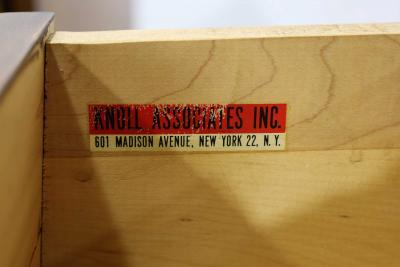 KNOLL ASSOCIATES INC.
601 MADISON AVENUE, NEW YORK 22, N.Y.